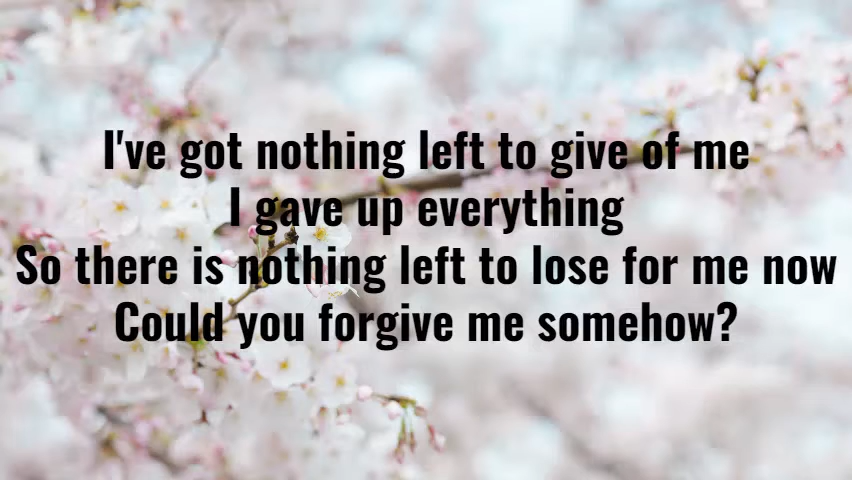 I've got nothing left to give of me
I gave up everything
So there is nothing left to lose for me now
Could you forgive me somehow?